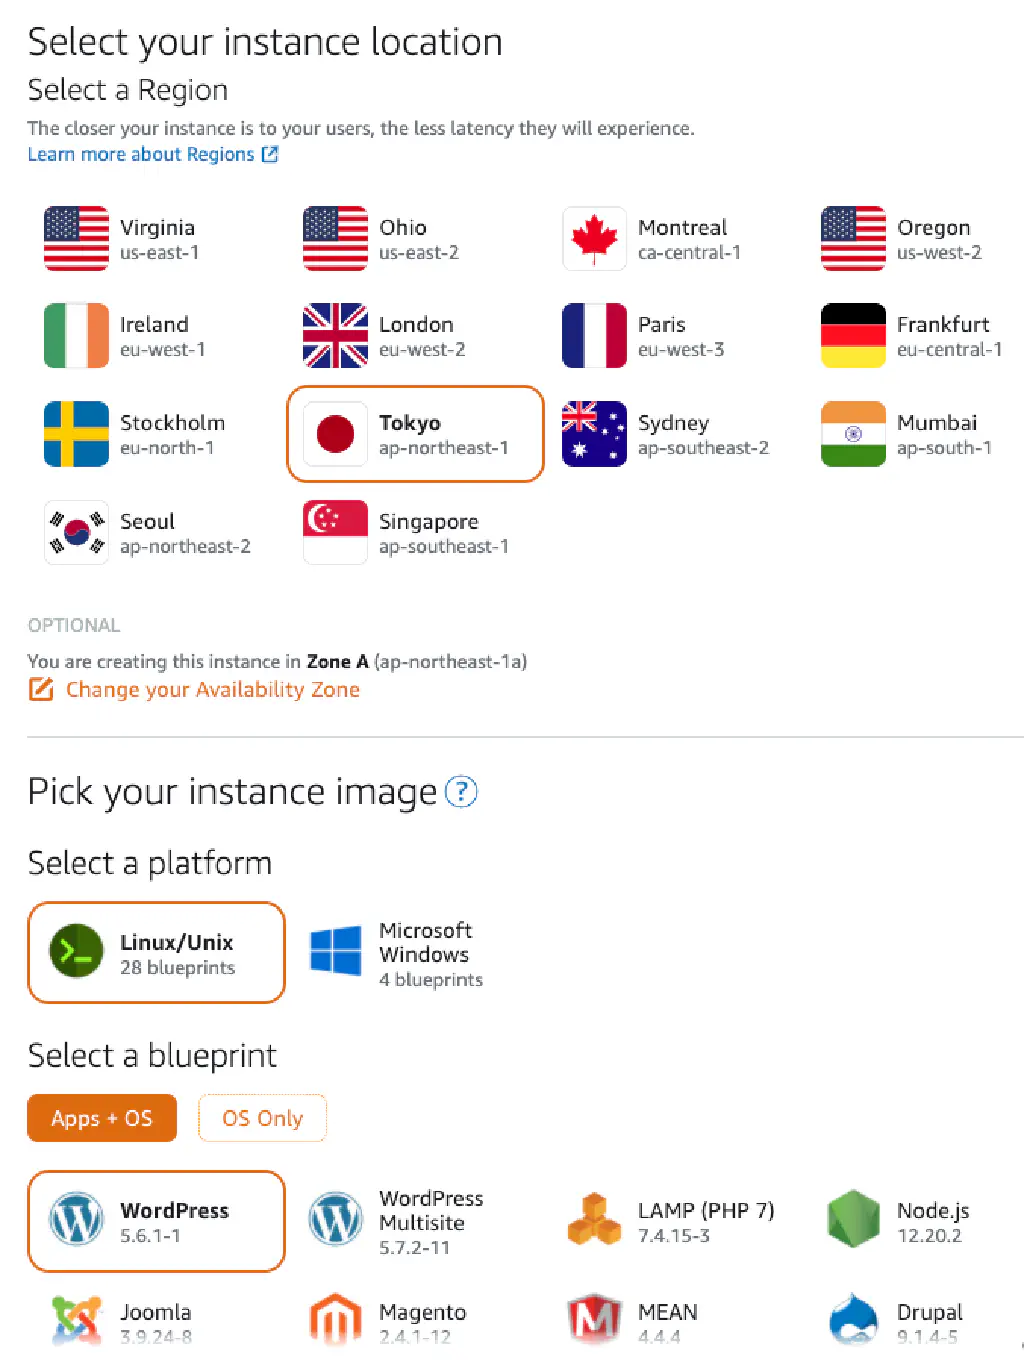 Select your instance location
Select a Region
The closer your instance is to your users, the less latency they will experience.
Learn more about Regions
Virginia
us-east-1
Ohio
us-east-2
Montreal
ca-central-1
Oregon
us-west-2
Ireland
eu-west-1
London
eu-west-2
Paris
eu-west-3
Frankfurt
eu-central-1
Stockholm
eu-north-1
Tokyo
ap-northeast-1
Sydney
ap-southeast-2
Mumbai
ap-south-1
Seoul
ap-northeast-2
Singapore
ap-southeast-1
OPTIONAL
You are creating this instance in Zone A (ap-northeast-1a)
Change your Availability Zone
Pick your instance image ?
Select a platform
Linux/Unix
28 blueprints
Microsoft
Windows
4 blueprints
Select a blueprint
Apps + OS
OS Only
WordPress
5.6.1-1
WordPress
Multisite
5.7.2-11
LAMP (PHP 7)
7.4.15-3
Node.js
12.20.2
Joomla
3.9.24-8
Magento
2.4.1-12
MEAN
4.4.4
Drupal
9.1.4-5